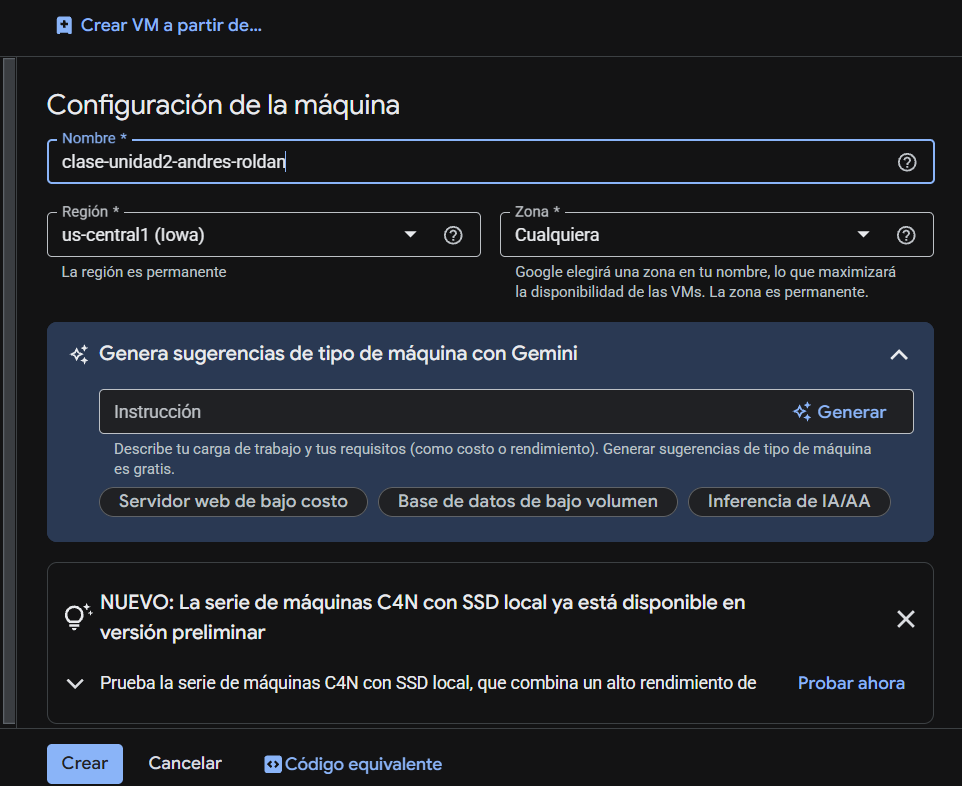 Crear VM a partir de...
Configuración de la máquina
Nombre *
clase-unidad2-andres-roldan
Región *
us-central1 (Iowa)
La región es permanente
Zona *
Cualquiera
Google elegirá una zona en tu nombre, lo que maximizará
la disponibilidad de las VMs. La zona es permanente.
Genera sugerencias de tipo de máquina con Gemini
Instrucción
Generar
Describe tu carga de trabajo y tus requisitos (como costo o rendimiento). Generar sugerencias de tipo de máquina
es gratis.
Servidor web de bajo costo
Base de datos de bajo volumen
Inferencia de IA/AA
NUEVO: La serie de máquinas C4N con SSD local ya está disponible en
versión preliminar
Prueba la serie de máquinas C4N con SSD local, que combina un alto rendimiento de
Probar ahora
Crear
Cancelar
Código equivalente